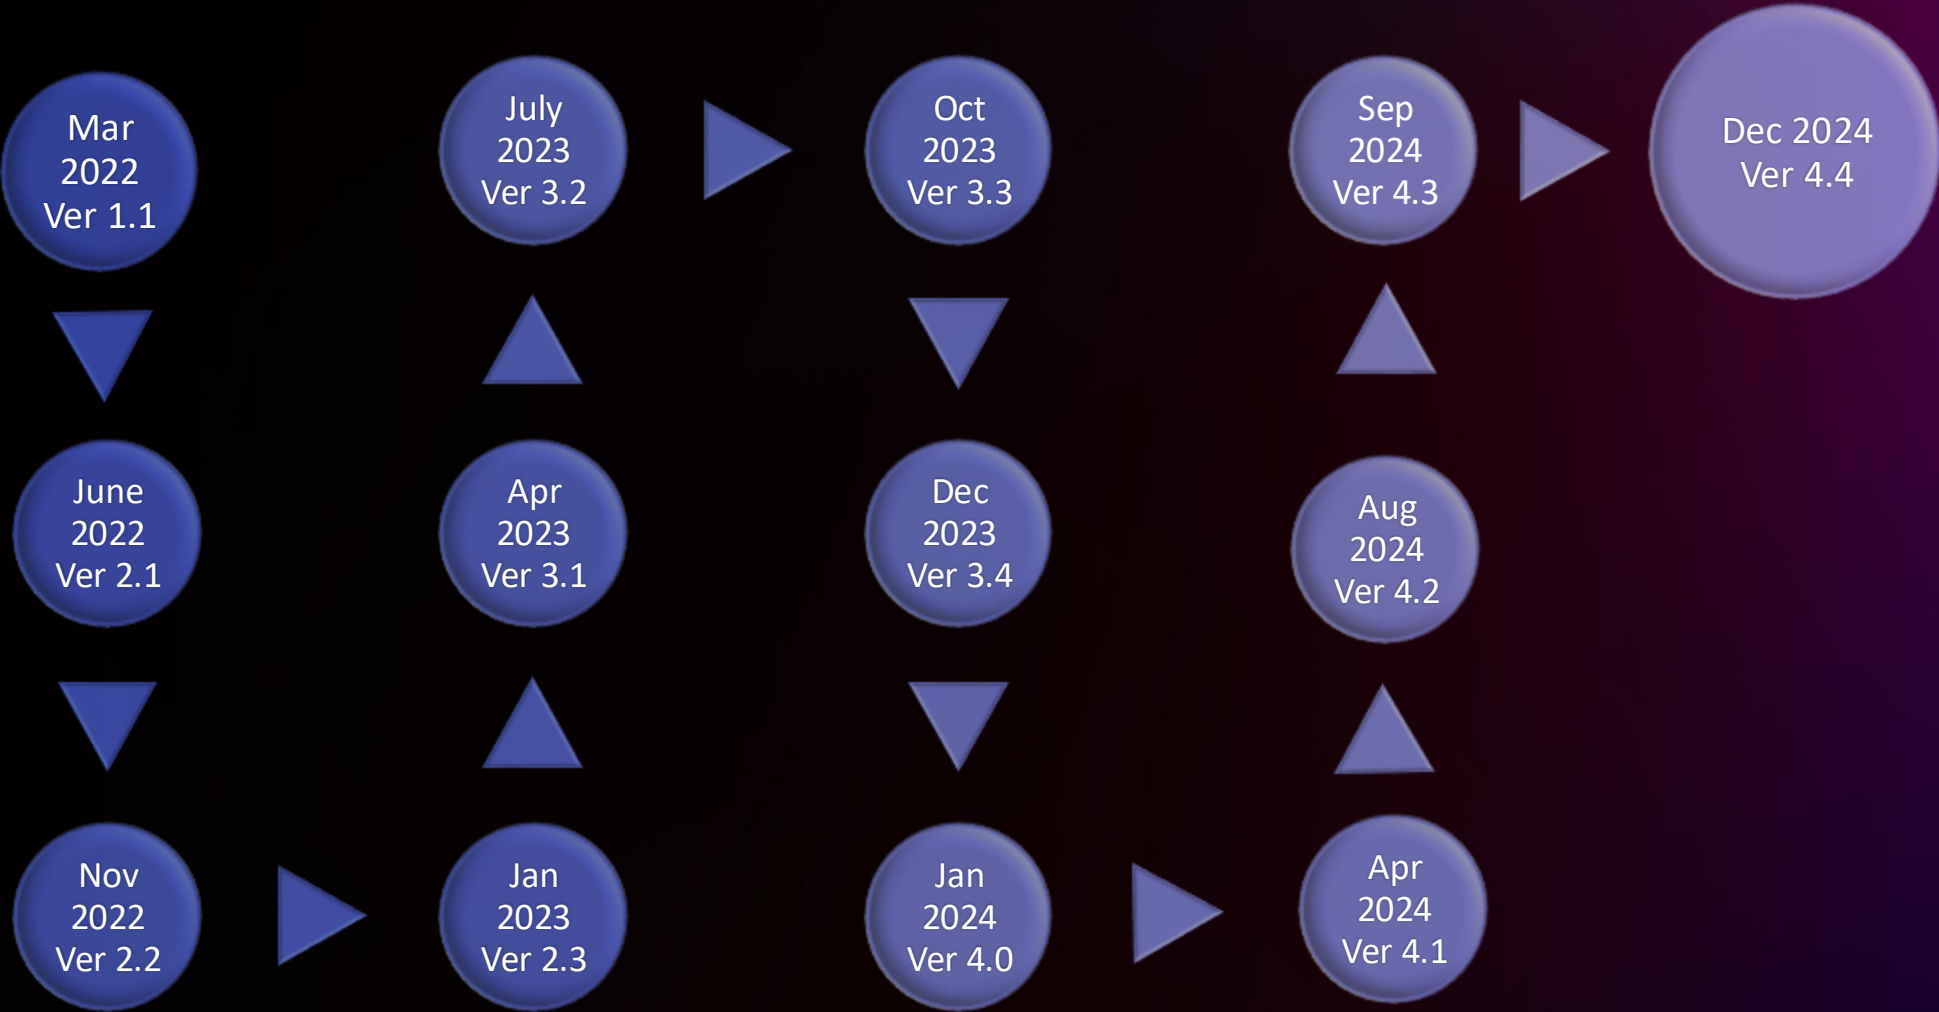 Mar
2022
Ver 1.1
June
2022
Ver 2.1
Nov
2022
Ver 2.2
Jan
2023
Ver 2.3
Apr
2023
Ver 3.1
July
2023
Ver 3.2
Oct
2023
Ver 3.3
Dec
2023
Ver 3.4
Jan
2024
Ver 4.0
Apr
2024
Ver 4.1
Aug
2024
Ver 4.2
Sep
2024
Ver 4.3
Dec 2024
Ver 4.4